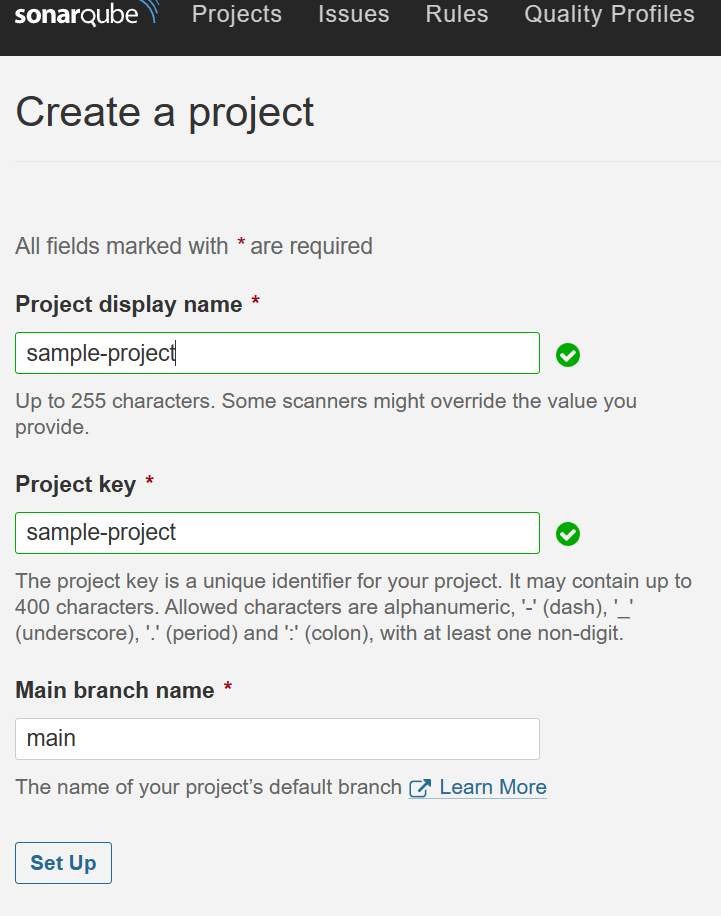 sonarqube Projects Issues Rules Quality Profiles
Create a project
All fields marked with * are required
Project display name *
sample-project
Up to 255 characters. Some scanners might override the value you
provide.
Project key *
sample-project
The project key is a unique identifier for your project. It may contain up to
400 characters. Allowed characters are alphanumeric, '-' (dash), '_'
(underscore), '.' (period) and ':' (colon), with at least one non-digit.
Main branch name *
main
The name of your project’s default branch Learn More
Set Up